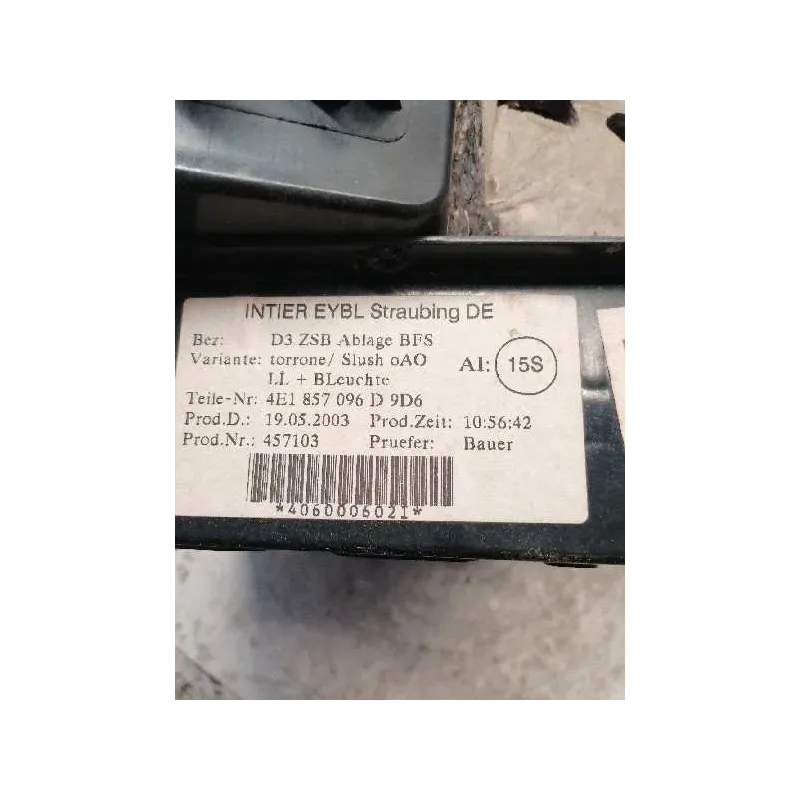 INTIER EYBL Straubing DE
Bez: D3 ZSB Ablage BFS
Variante: torrone/ Slush oAO
LL + BLeuchte
AI: 15S
Teile-Nr: 4E1 857 096 D 9D6
Prod.D.: 19.05.2003 Prod.Zeit: 10:56:42
Prod.Nr.: 457103 Pruefer: Bauer
*4060006021*